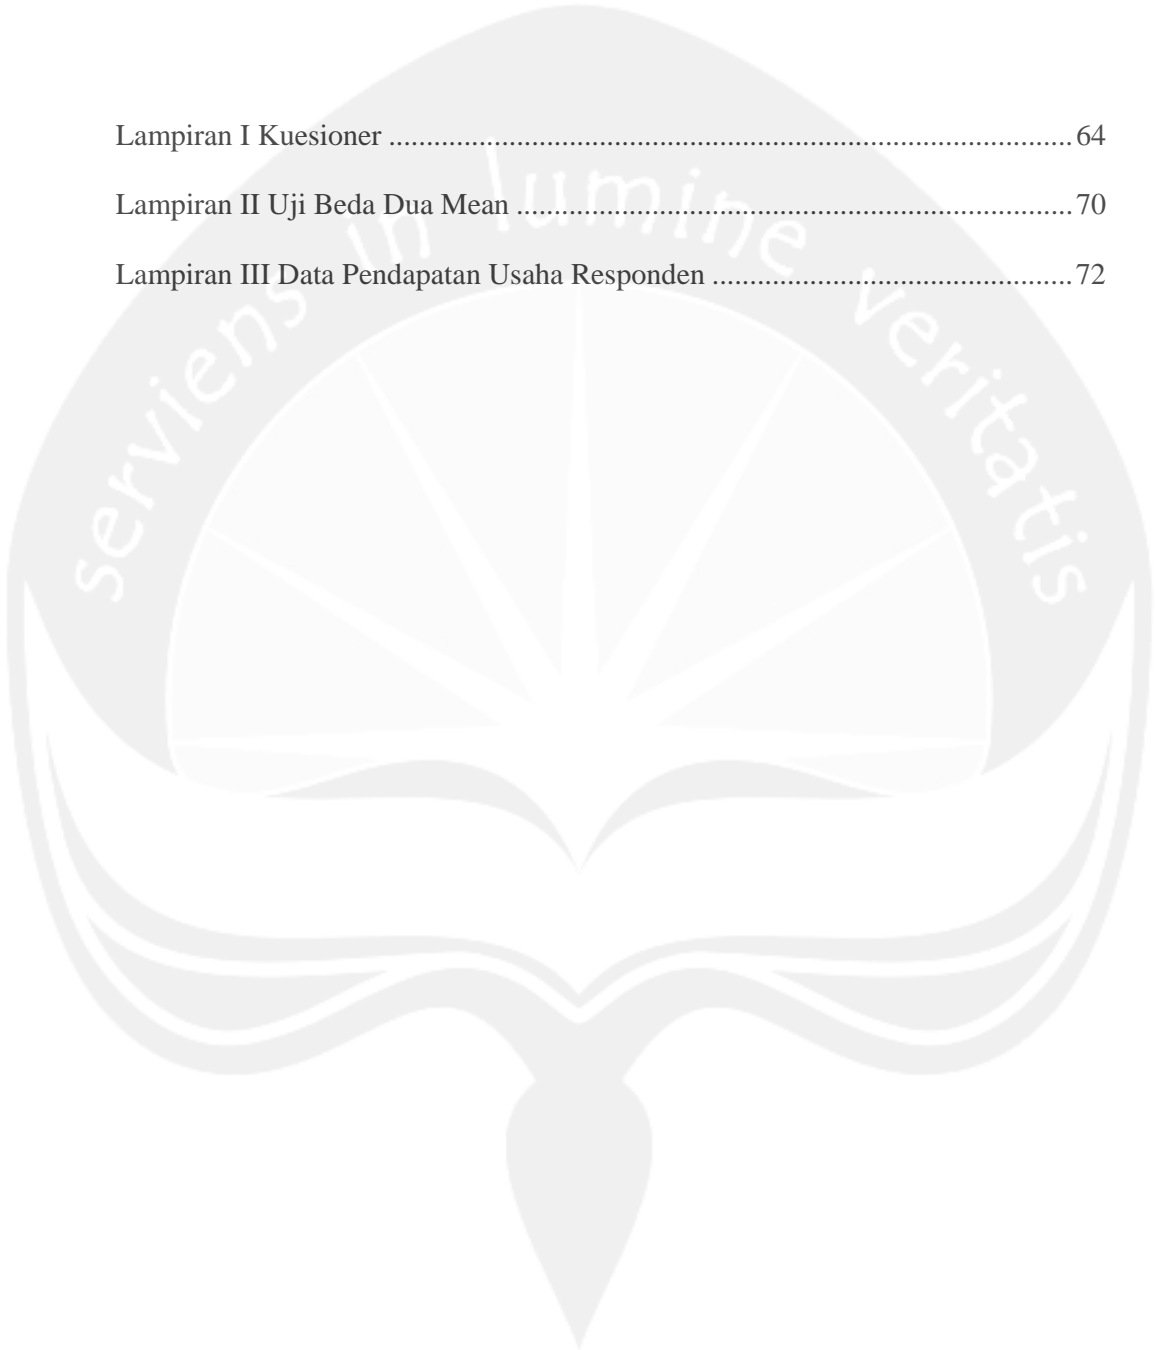 Lampiran I Kuesioner ........................................................................................... 64
Lampiran II Uji Beda Dua Mean .......................................................................... 70
Lampiran III Data Pendapatan Usaha Responden ................................................ 72
serviens in lumine veritatis